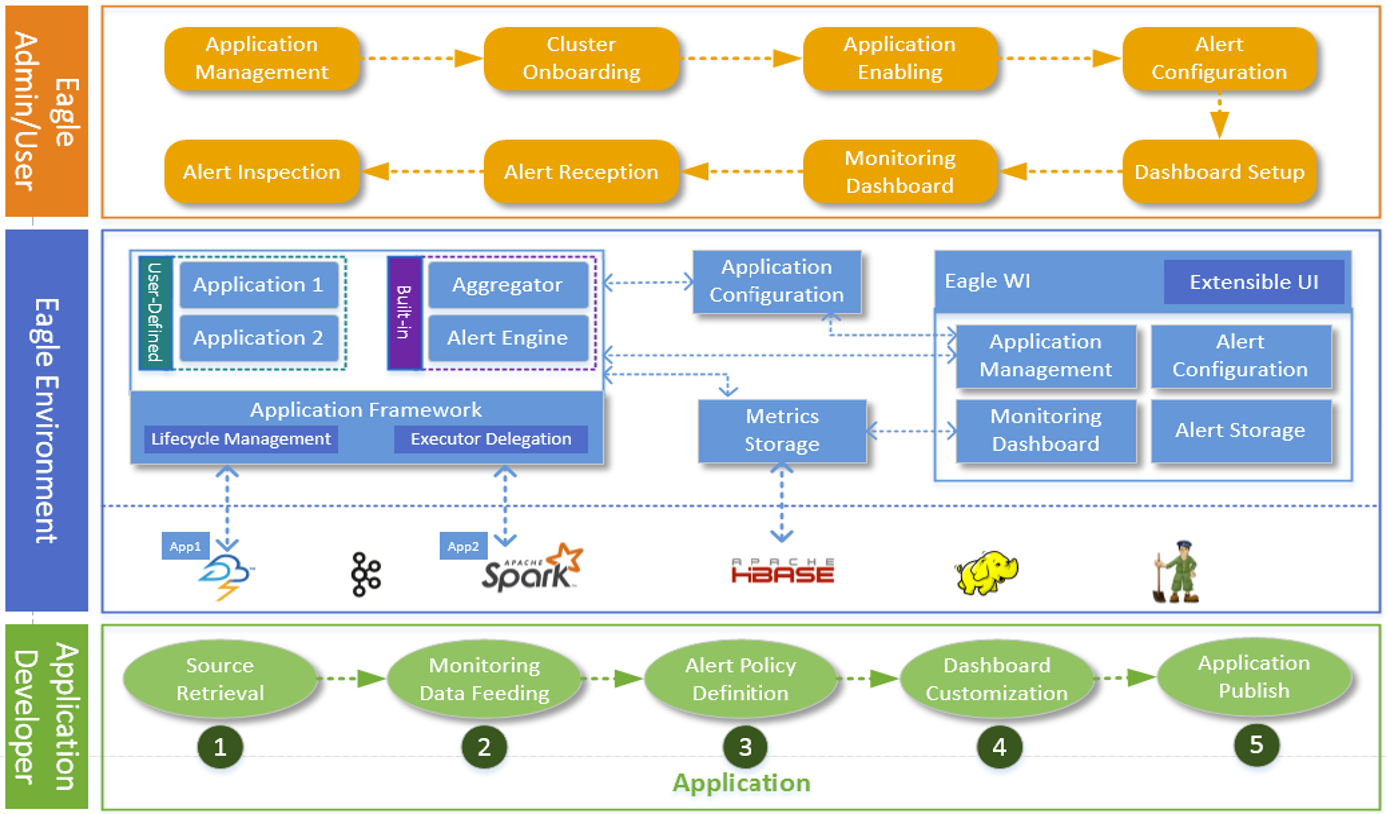 Eagle
Admin/User
Application
Management
Cluster
Onboarding
Application
Enabling
Alert
Configuration
Alert Inspection
Alert Reception
Monitoring
Dashboard
Dashboard Setup
Eagle Environment
User-Defined
Application 1
Application 2
Built-in
Aggregator
Alert Engine
Application Framework
Lifecycle Management
Executor Delegation
Application
Configuration
Metrics
Storage
Eagle WI
Extensible UI
Application
Management
Alert
Configuration
Monitoring
Dashboard
Alert Storage
App1
App2
APACHE
Spark™
APACHE
HBASE
Application
Developer
Source
Retrieval
Monitoring
Data Feeding
Alert Policy
Definition
Dashboard
Customization
Application
Publish
1
2
3
4
5
Application